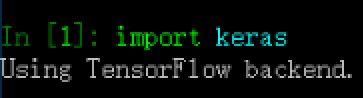 In [1]: import keras
Using TensorFlow backend.